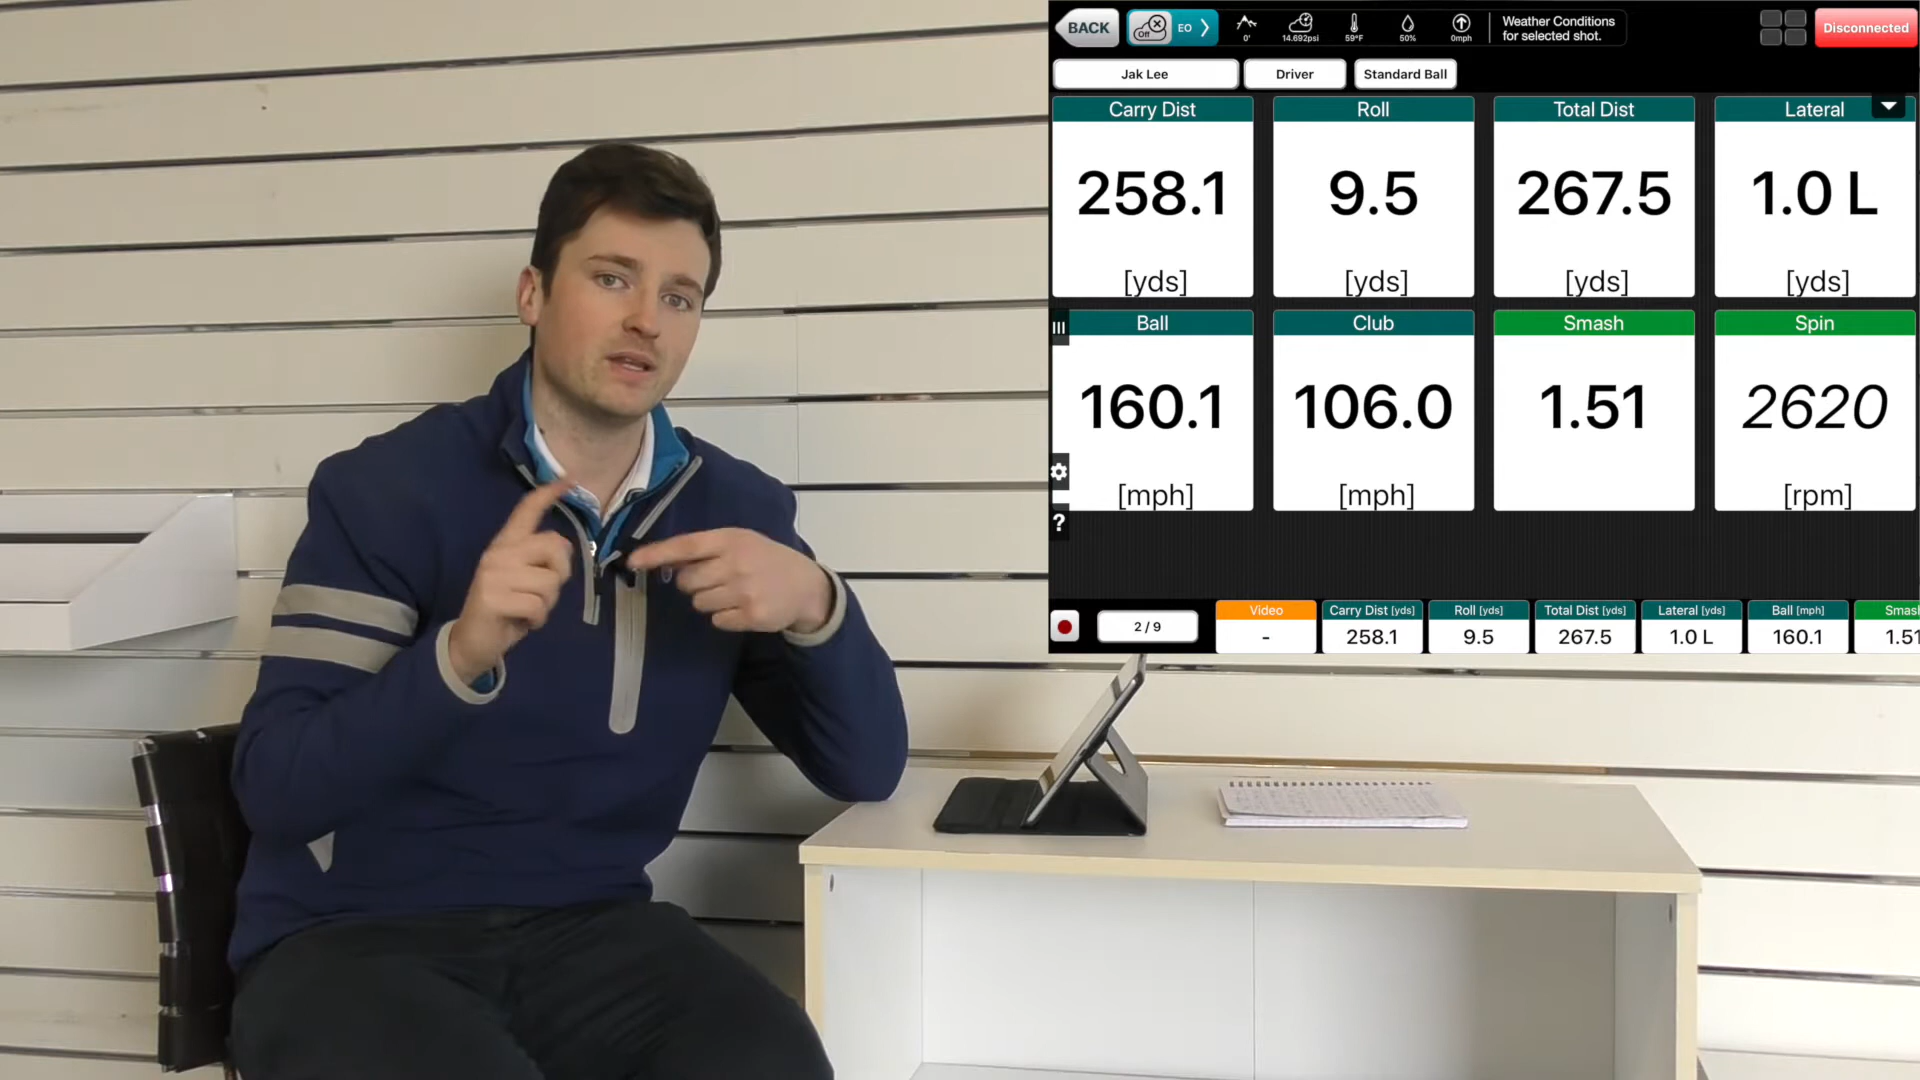 BACK
Off
EO
0'
14.692psi
59°F
50%
0mph
Weather Conditions
for selected shot.
Disconnected
Jak Lee
Driver
Standard Ball
Carry Dist
Roll
Total Dist
Lateral
258.1
9.5
267.5
1.0 L
[yds]
[yds]
[yds]
[yds]
Ball
Club
Smash
Spin
160.1
106.0
1.51
2620
[mph]
[mph]
[rpm]
?
2 / 9
Video
Carry Dist [yds]
Roll [yds]
Total Dist [yds]
Lateral [yds]
Ball [mph]
Smash
-
258.1
9.5
267.5
1.0 L
160.1
1.51